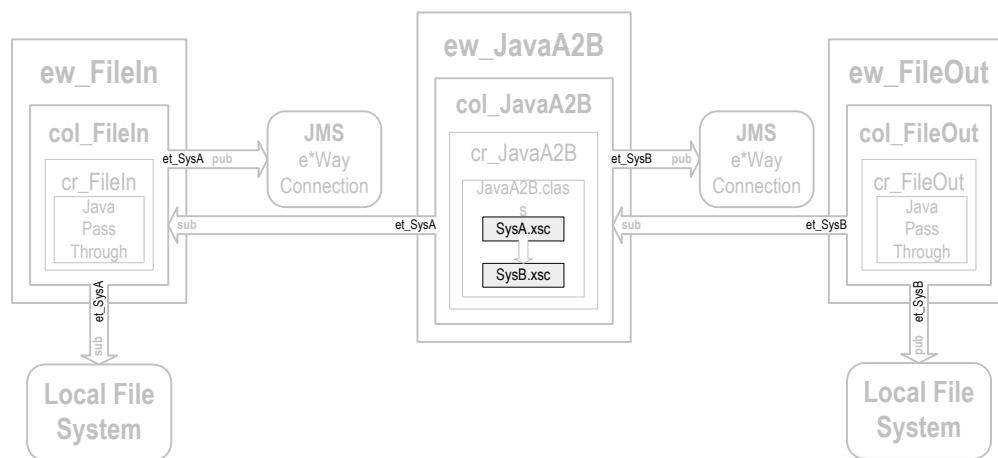 ew_FileIn
col_FileIn
cr_FileIn
Java
Pass
Through
et_SysA pub
JMS
e*Way
Connection
sub et_SysA
et_SysA
sub
Local File
System
ew_JavaA2B
col_JavaA2B
cr_JavaA2B
JavaA2B.clas
s
SysA.xsc
SysB.xsc
et_SysB pub
JMS
e*Way
Connection
sub et_SysB
ew_FileOut
col_FileOut
cr_FileOut
Java
Pass
Through
et_SysB
pub
Local File
System